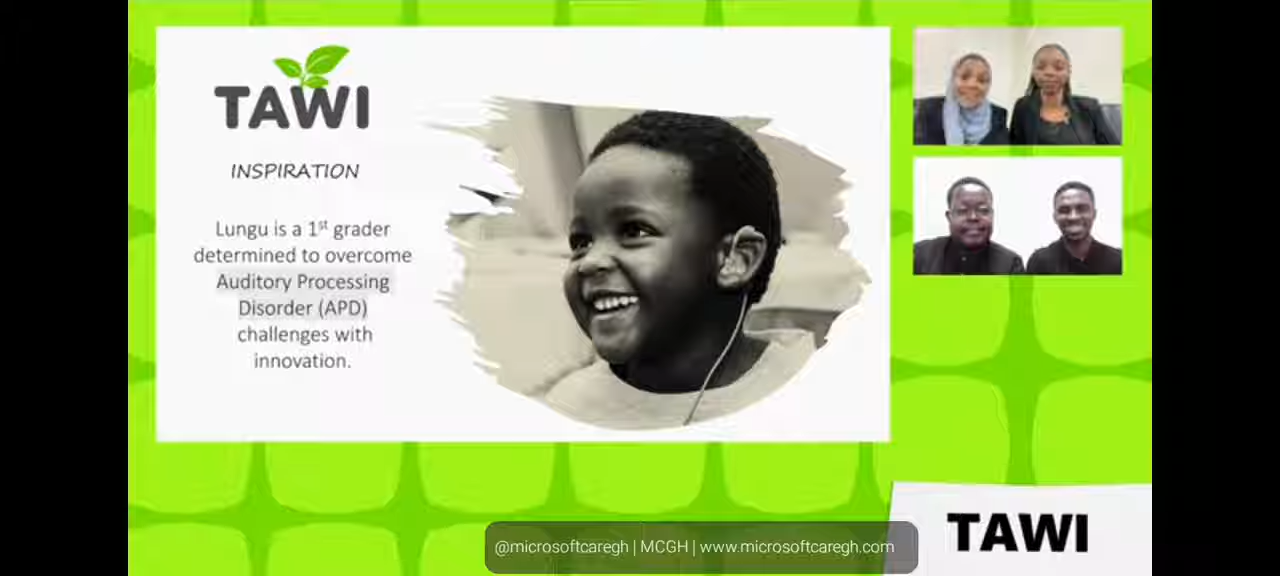 TAWI
INSPIRATION
Lungu is a 1st grader
determined to overcome
Auditory Processing
Disorder (APD)
challenges with
innovation.
TAWI
@microsoftcaregh | MCGH | www.microsoftcaregh.com